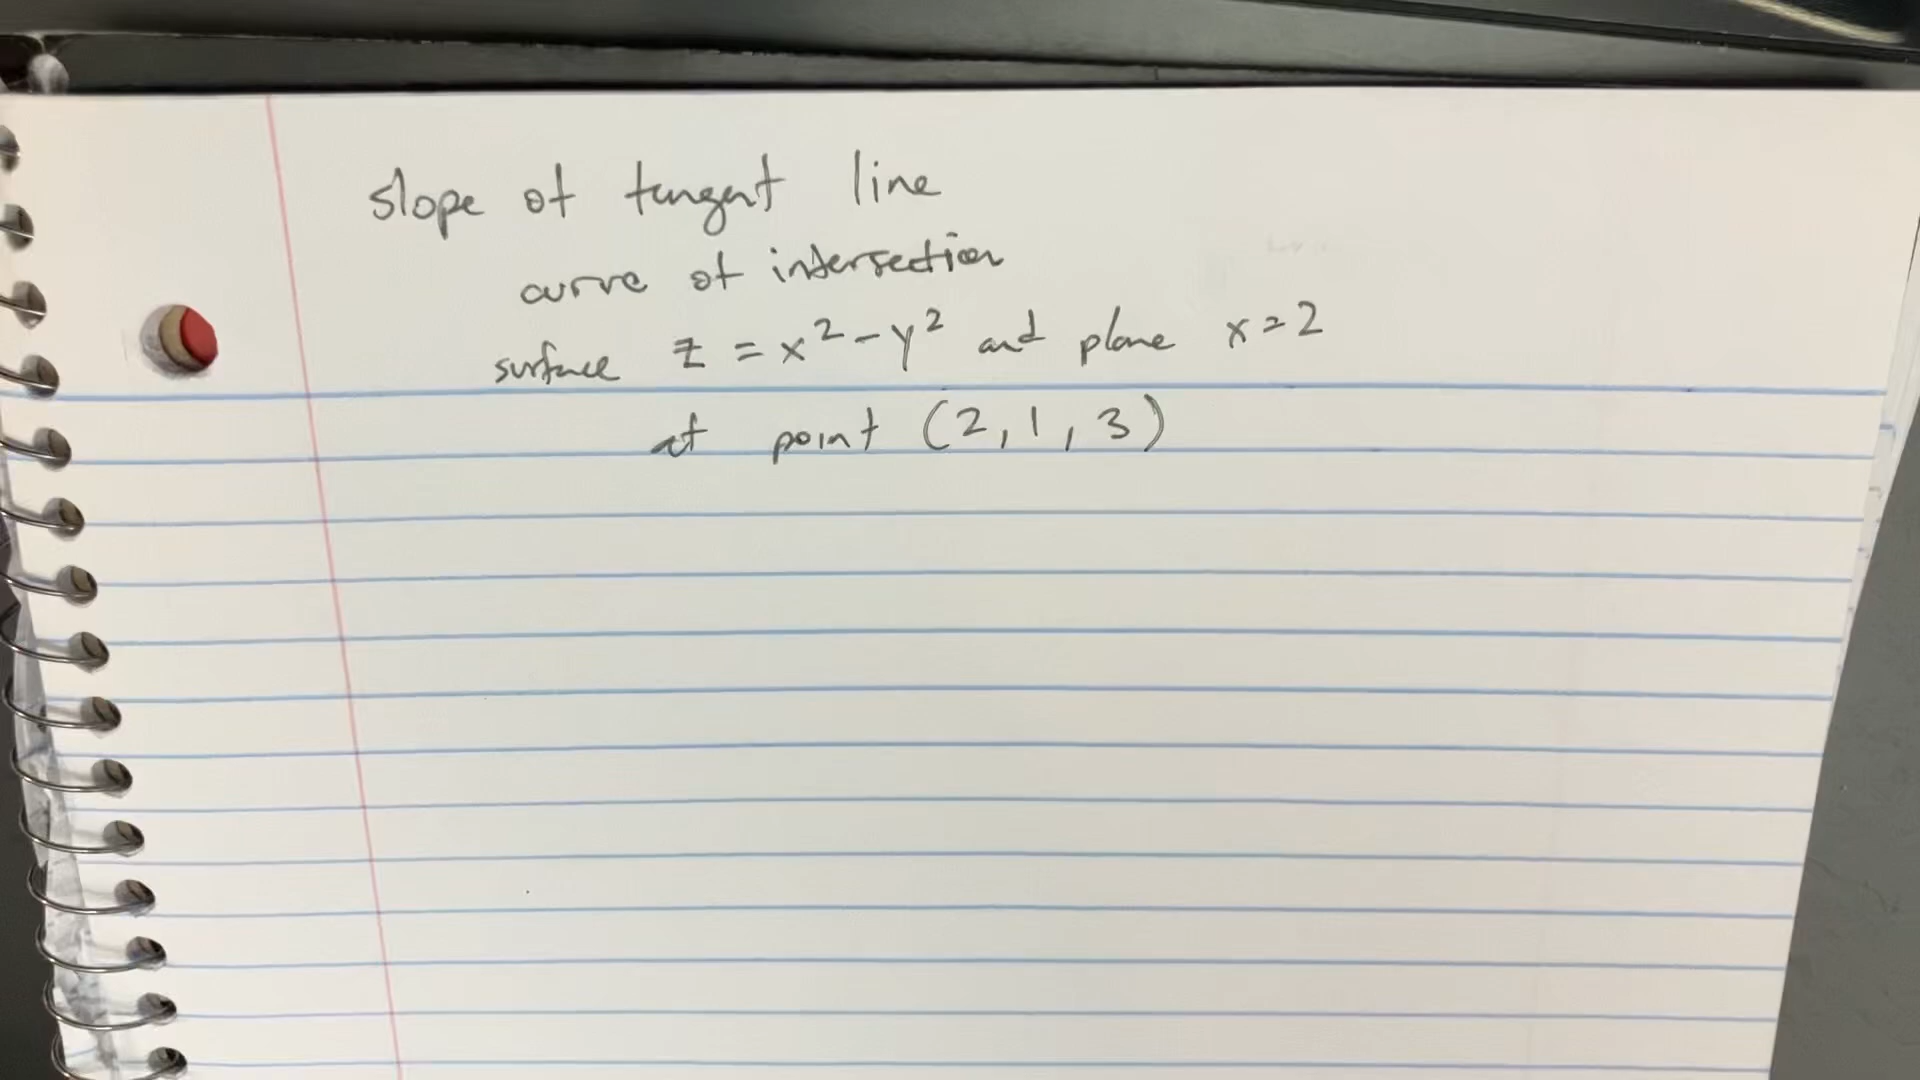 slope of tangent line
curve of intersection
surface z = x² - y² and plane x = 2
at point (2, 1, 3)